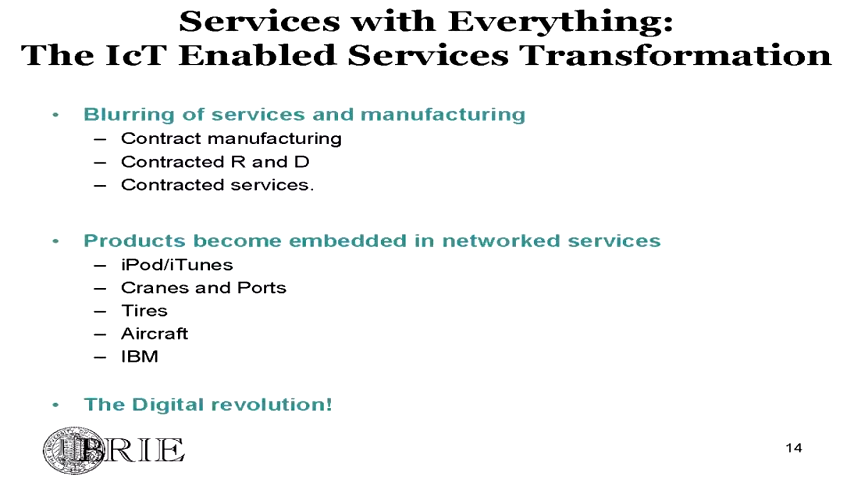 Services with Everything:
The IcT Enabled Services Transformation
• Blurring of services and manufacturing
– Contract manufacturing
– Contracted R and D
– Contracted services.
• Products become embedded in networked services
– iPod/iTunes
– Cranes and Ports
– Tires
– Aircraft
– IBM
• The Digital revolution!
BRIE
14